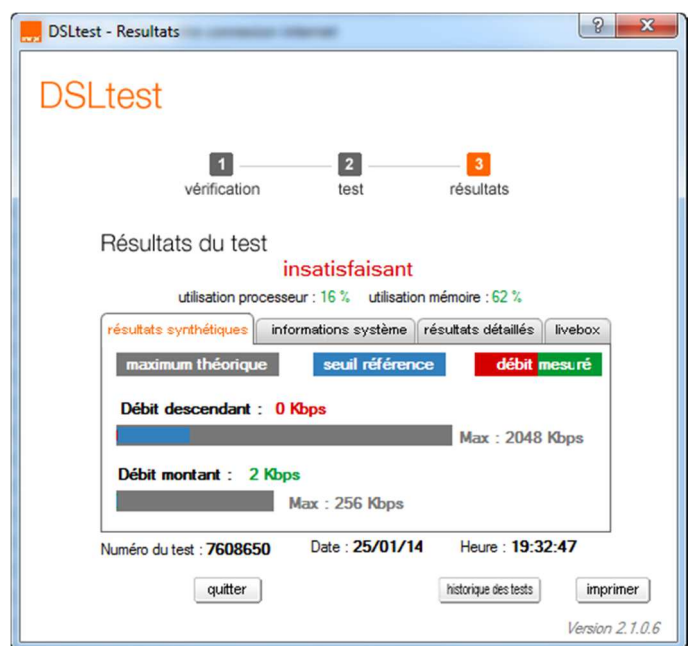 DSLtest - Resultats
DSLtest
1 2 3
vérification test résultats
Résultats du test
insatisfaisant
utilisation processeur : 16 % utilisation mémoire : 62 %
résultats synthétiques informations système résultats détaillés livebox
maximum théorique seuil référence débit mesuré
Débit descendant : 0 Kbps
Max : 2048 Kbps
Débit montant : 2 Kbps
Max : 256 Kbps
Numéro du test : 7608650 Date : 25/01/14 Heure : 19:32:47
quitter historique des tests imprimer
Version 2.1.0.6